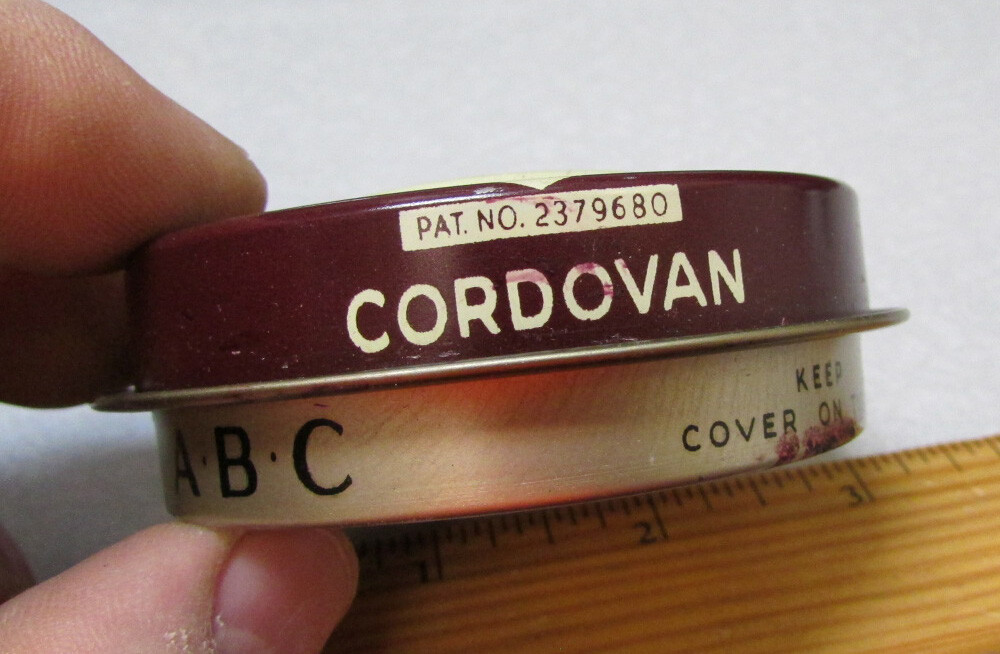 PAT. NO. 2379680
CORDOVAN
A·B·C
KEEP
COVER ON
1 2 3